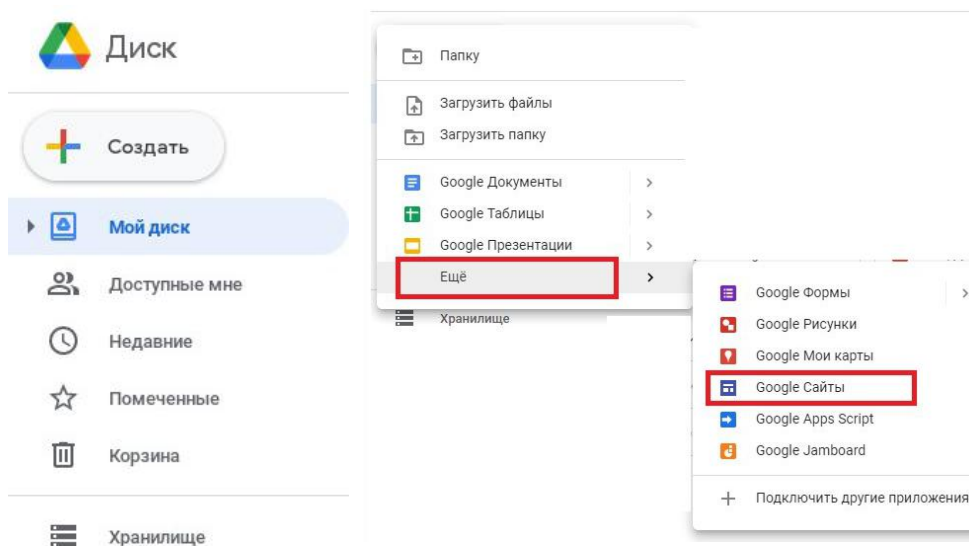 Диск
Создать
Мой диск
Доступные мне
Недавние
Помеченные
Корзина
Хранилище
Папку
Загрузить файлы
Загрузить папку
Google Документы
Google Таблицы
Google Презентации
Ещё
Хранилище
Google Формы
Google Рисунки
Google Мои карты
Google Сайты
Google Apps Script
Google Jamboard
Подключить другие приложения